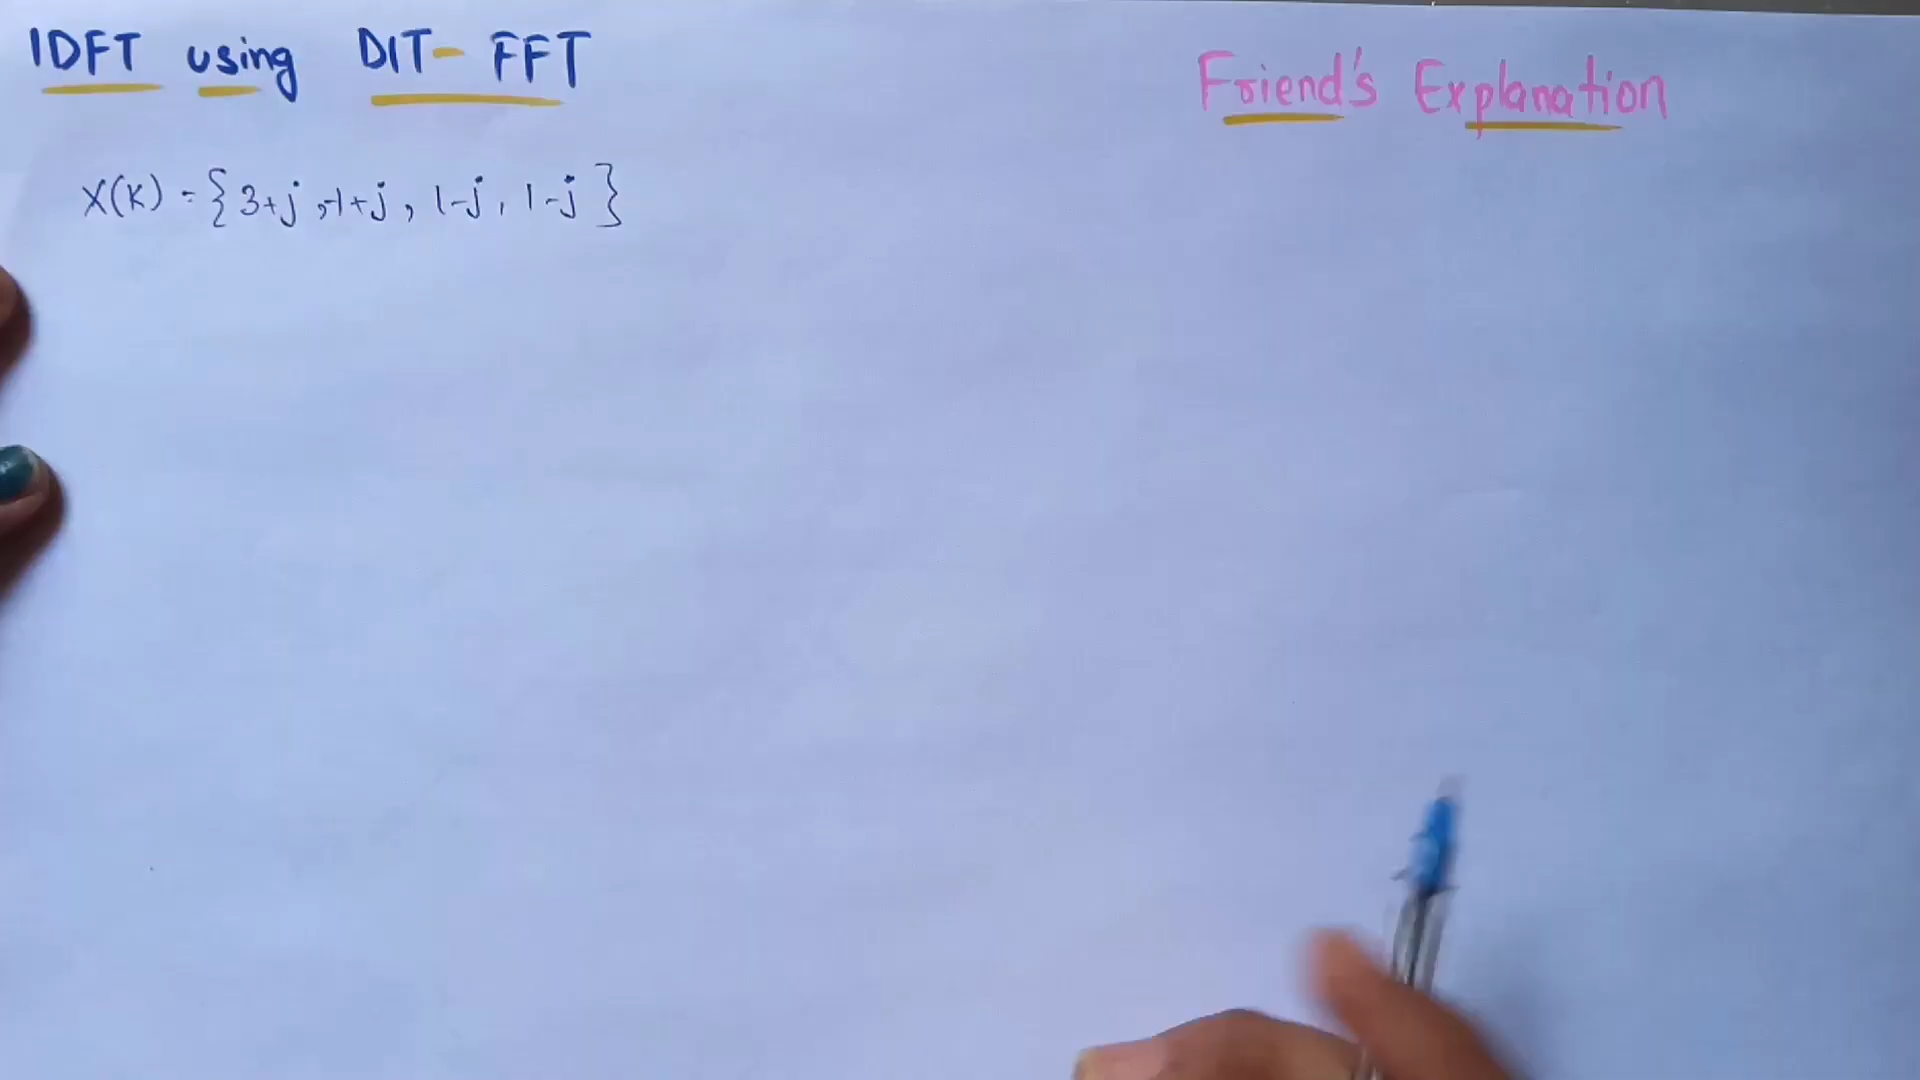 IDFT using DIT-FFT
Friend's Explanation
X(K) = {3+j, -1+j, 1-j, 1-j}